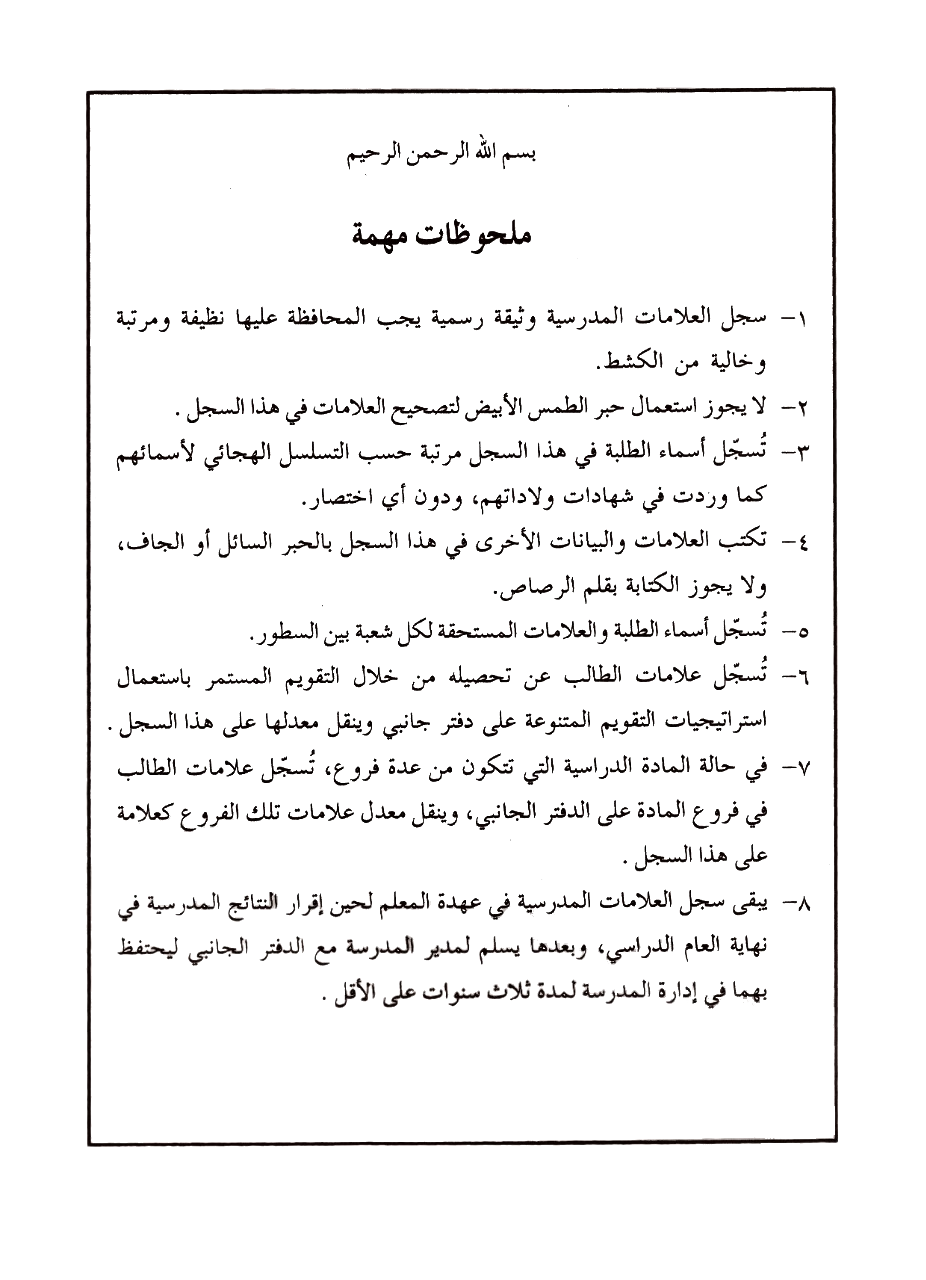 بسم الله الرحمن الرحيم
ملحوظات مهمة
١- سجل العلامات المدرسية وثيقة رسمية يجب المحافظة عليها نظيفة ومرتبة
وخالية من الكشط.
٢- لا يجوز استعمال حبر الطمس الأبيض لتصحيح العلامات في هذا السجل .
٣- تُسجّل أسماء الطلبة في هذا السجل مرتبة حسب التسلسل الهجائي لأسمائهم
كما وردت في شهادات ولاداتهم، ودون أي اختصار.
٤- تكتب العلامات والبيانات الأخرى في هذا السجل بالحبر السائل أو الجاف،
ولا يجوز الكتابة بقلم الرصاص.
٥- تُسجّل أسماء الطلبة والعلامات المستحقة لكل شعبة بين السطور.
٦- تُسجّل علامات الطالب عن تحصيله من خلال التقويم المستمر باستعمال
استراتيجيات التقويم المتنوعة على دفتر جانبي وينقل معدلها على هذا السجل .
٧- في حالة المادة الدراسية التي تتكون من عدة فروع، تُسجّل علامات الطالب
في فروع المادة على الدفتر الجانبي، وينقل معدل علامات تلك الفروع كعلامة
على هذا السجل .
٨- يبقى سجل العلامات المدرسية في عهدة المعلم لحين إقرار النتائج المدرسية في
نهاية العام الدراسي، وبعدها يسلم لمدير المدرسة مع الدفتر الجانبي ليحتفظ
بهما في إدارة المدرسة لمدة ثلاث سنوات على الأقل .